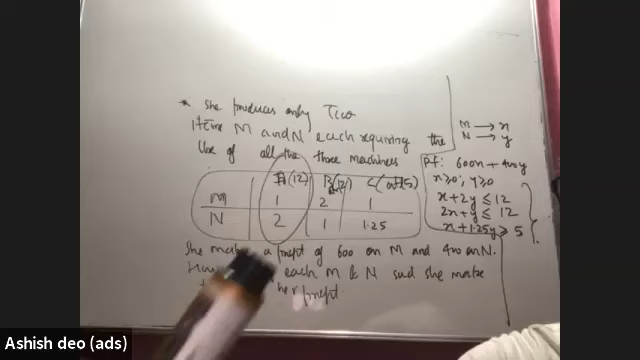 * She produces only Two
items M and N each requiring the
Use of all the three machines
I(12) C(
M 1 2 1
N 2 1 1.25
She makes a profit of 600 on M and 400 on N.
each M & N she make
her profit
M → x
N → y
Pf: 600x + 400y
x≥0; y≥0
x+2y ≤ 12
2x+y ≤ 12
x+1.25y ≥ 5
Ashish deo (ads)